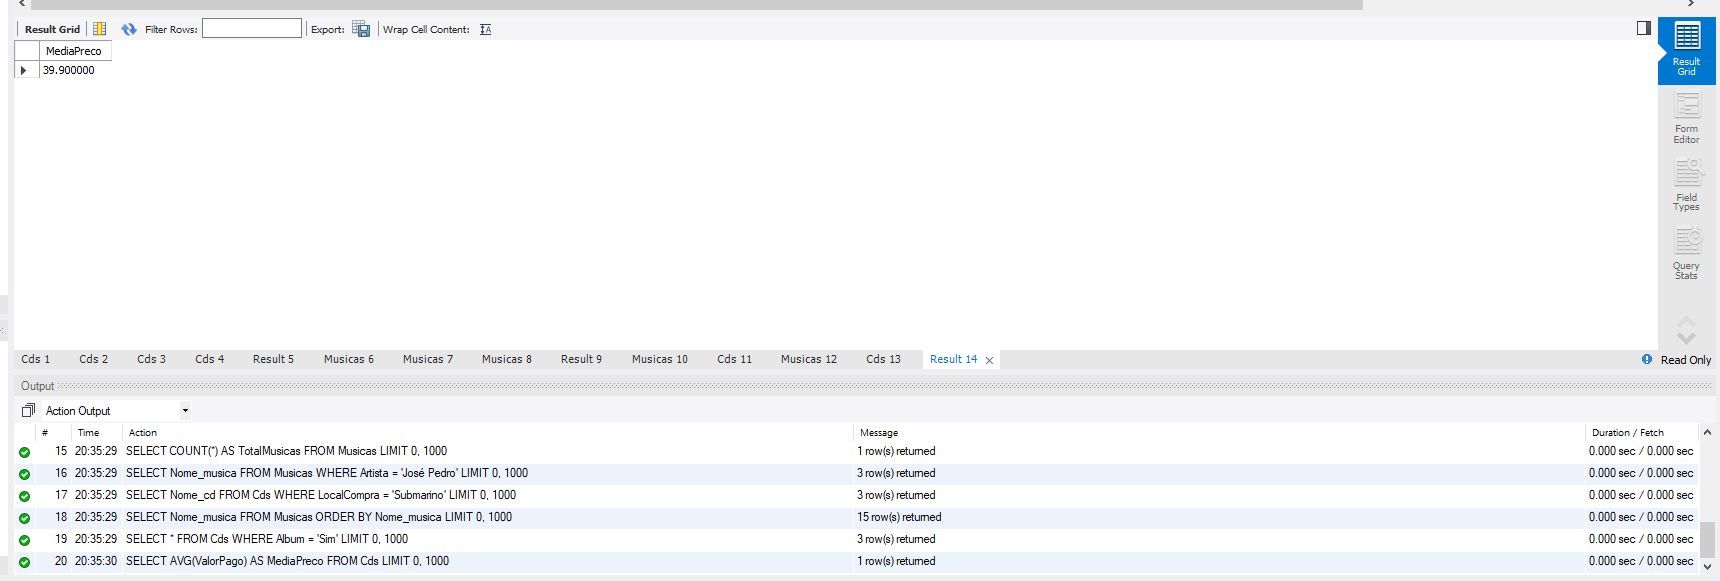 Result Grid Filter Rows: Export: Wrap Cell Content: IA
MediaPreco
39.900000
Result Grid
Form Editor
Field Types
Query Stats
Cds 1 Cds 2 Cds 3 Cds 4 Result 5 Musicas 6 Musicas 7 Musicas 8 Result 9 Musicas 10 Cds 11 Musicas 12 Cds 13 Result 14 Read Only
Output
Action Output
# Time Action Message Duration / Fetch
15 20:35:29 SELECT COUNT(*) AS TotalMusicas FROM Musicas LIMIT 0, 1000 1 row(s) returned 0.000 sec / 0.000 sec
16 20:35:29 SELECT Nome_musica FROM Musicas WHERE Artista = 'José Pedro' LIMIT 0, 1000 3 row(s) returned 0.000 sec / 0.000 sec
17 20:35:29 SELECT Nome_cd FROM Cds WHERE LocalCompra = 'Submarino' LIMIT 0, 1000 3 row(s) returned 0.000 sec / 0.000 sec
18 20:35:29 SELECT Nome_musica FROM Musicas ORDER BY Nome_musica LIMIT 0, 1000 15 row(s) returned 0.000 sec / 0.000 sec
19 20:35:29 SELECT * FROM Cds WHERE Album = 'Sim' LIMIT 0, 1000 3 row(s) returned 0.000 sec / 0.000 sec
20 20:35:30 SELECT AVG(ValorPago) AS MediaPreco FROM Cds LIMIT 0, 1000 1 row(s) returned 0.000 sec / 0.000 sec